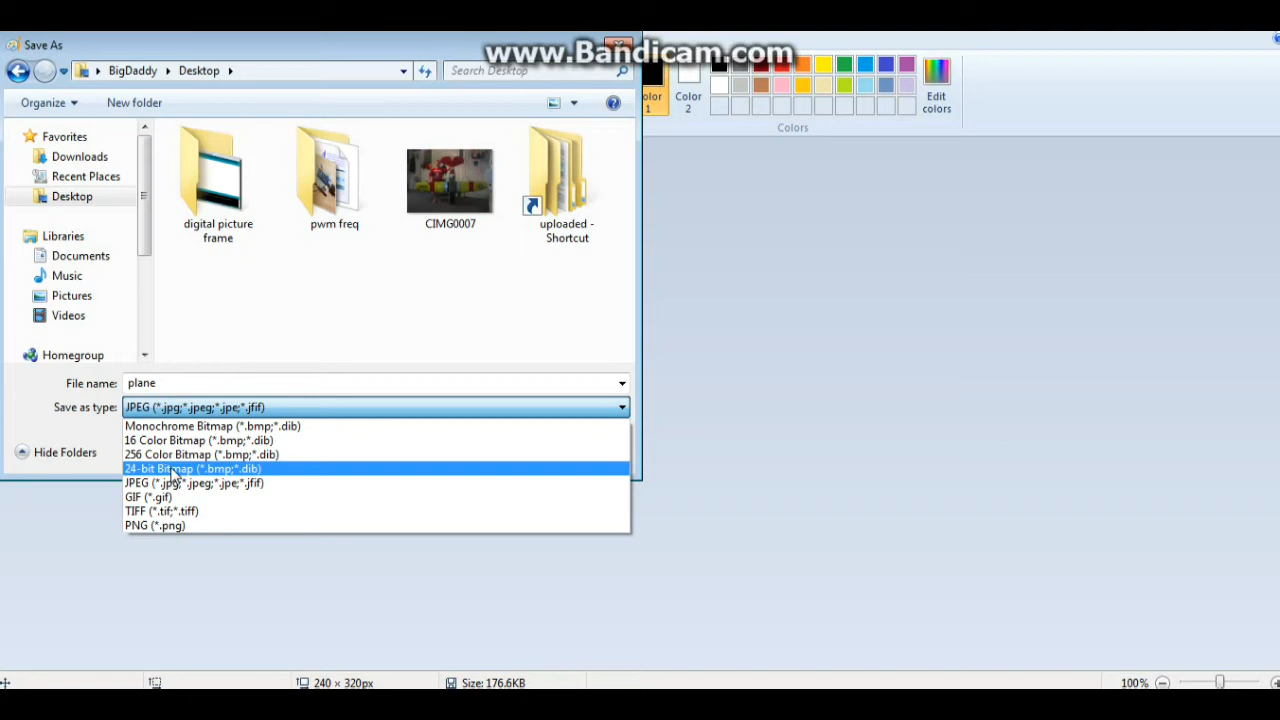 Save As
www.Bandicam.com
BigDaddy
Desktop
Search Desktop
Organize
New folder
Color 1
Color 2
Edit colors
Colors
Favorites
Downloads
Recent Places
Desktop
Libraries
Documents
Music
Pictures
Videos
Homegroup
digital picture
frame
pwm freq
CIMG0007
uploaded -
Shortcut
File name:
plane
Save as type:
JPEG (*.jpg;*.jpeg;*.jpe;*.jfif)
Monochrome Bitmap (*.bmp;*.dib)
16 Color Bitmap (*.bmp;*.dib)
256 Color Bitmap (*.bmp;*.dib)
24-bit Bitmap (*.bmp;*.dib)
JPEG (*.jpg;*.jpeg;*.jpe;*.jfif)
GIF (*.gif)
TIFF (*.tif;*.tiff)
PNG (*.png)
Hide Folders
240 × 320px
Size: 176.6KB
100%